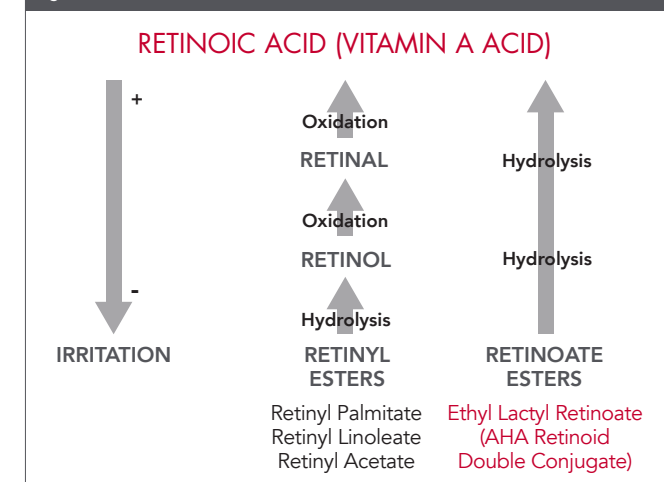 RETINOIC ACID (VITAMIN A ACID)
+
-
IRRITATION
Oxidation
RETINAL
Oxidation
RETINOL
Hydrolysis
RETINYL
ESTERS
Retinyl Palmitate
Retinyl Linoleate
Retinyl Acetate
Hydrolysis
Hydrolysis
RETINOATE
ESTERS
Ethyl Lactyl Retinoate
(AHA Retinoid
Double Conjugate)